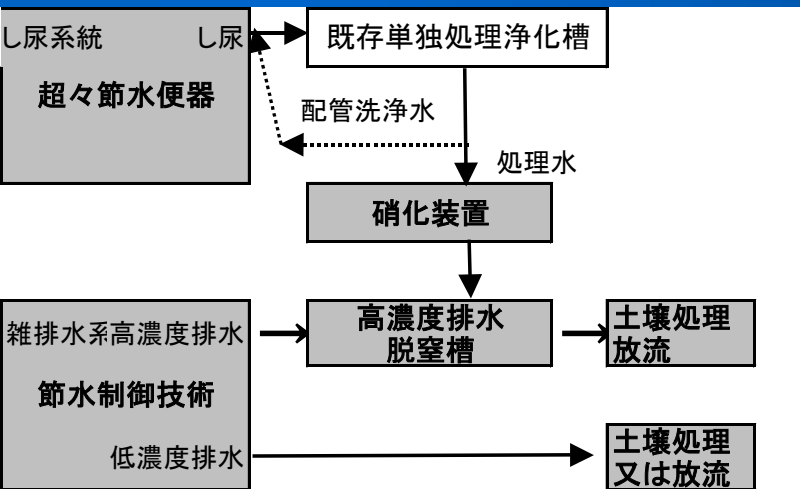 し尿系統 し尿
既存単独処理浄化槽
超々節水便器
配管洗浄水
処理水
硝化装置
雑排水系高濃度排水
高濃度排水
脱窒槽
土壌処理
放流
節水制御技術
低濃度排水
土壌処理
又は放流